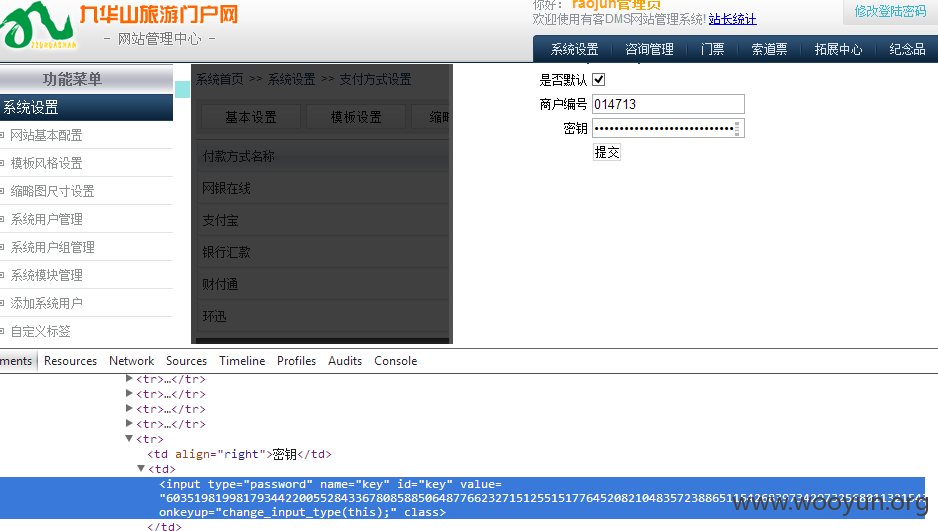 九华山旅游门户网
- 网站管理中心 -
JIUHUASHAN
你好： raojun管理员
欢迎使用有客DMS网站管理系统! 站长统计
修改登陆密码
系统设置 咨询管理 门票 索道票 拓展中心 纪念品
功能菜单
系统设置
网站基本配置
模板风格设置
缩略图尺寸设置
系统用户管理
系统用户组管理
系统模块管理
添加系统用户
自定义标签
系统首页 >> 系统设置 >> 支付方式设置
基本设置 模板设置 缩略
付款方式名称
网银在线
支付宝
银行汇款
财付通
环迅
是否默认
商户编号 014713
密钥
提交
ments Resources Network Sources Timeline Profiles Audits Console
<tr>…</tr>
<tr>…</tr>
<tr>…</tr>
<tr>…</tr>
<tr>
<td align="right">密钥</td>
<td>
<input type="password" name="key" id="key" value=
onkeyup="change_input_type(this);" class>
</td>
www.wooyun.org